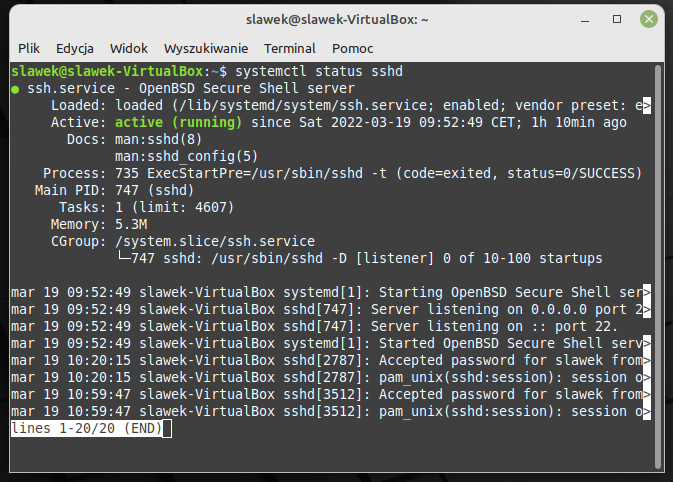 slawek@slawek-VirtualBox: ~
Plik Edycja Widok Wyszukiwanie Terminal Pomoc
slawek@slawek-VirtualBox:~$ systemctl status sshd
● ssh.service - OpenBSD Secure Shell server
     Loaded: loaded (/lib/systemd/system/ssh.service; enabled; vendor preset: e>
     Active: active (running) since Sat 2022-03-19 09:52:49 CET; 1h 10min ago
       Docs: man:sshd(8)
             man:sshd_config(5)
    Process: 735 ExecStartPre=/usr/sbin/sshd -t (code=exited, status=0/SUCCESS)
   Main PID: 747 (sshd)
      Tasks: 1 (limit: 4607)
     Memory: 5.3M
     CGroup: /system.slice/ssh.service
             └─747 sshd: /usr/sbin/sshd -D [listener] 0 of 10-100 startups
mar 19 09:52:49 slawek-VirtualBox systemd[1]: Starting OpenBSD Secure Shell ser>
mar 19 09:52:49 slawek-VirtualBox sshd[747]: Server listening on 0.0.0.0 port 2>
mar 19 09:52:49 slawek-VirtualBox sshd[747]: Server listening on :: port 22.
mar 19 09:52:49 slawek-VirtualBox systemd[1]: Started OpenBSD Secure Shell serv>
mar 19 10:20:15 slawek-VirtualBox sshd[2787]: Accepted password for slawek from>
mar 19 10:20:15 slawek-VirtualBox sshd[2787]: pam_unix(sshd:session): session o>
mar 19 10:59:47 slawek-VirtualBox sshd[3512]: Accepted password for slawek from>
mar 19 10:59:47 slawek-VirtualBox sshd[3512]: pam_unix(sshd:session): session o>
lines 1-20/20 (END)